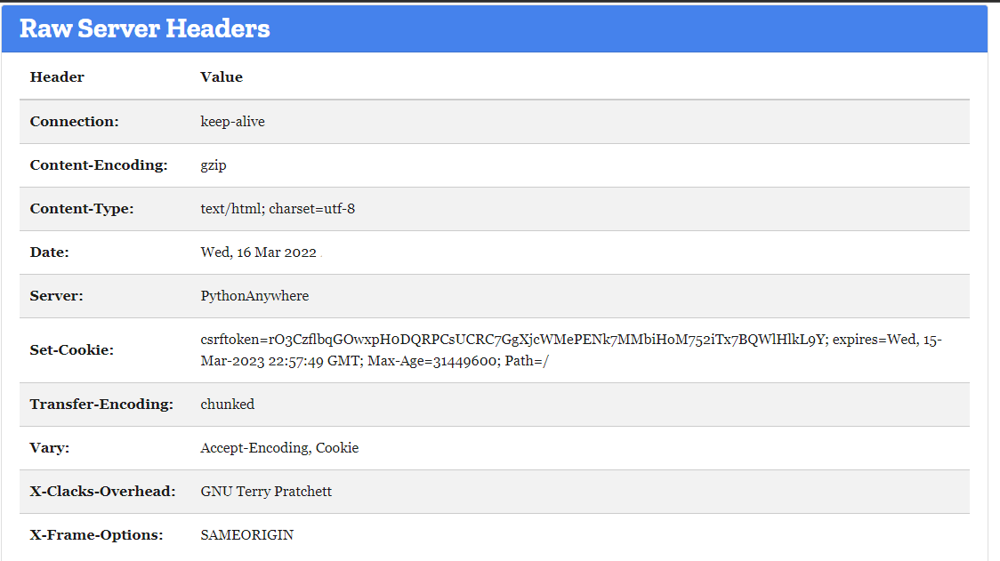 Raw Server Headers
Header Value
Connection: keep-alive
Content-Encoding: gzip
Content-Type: text/html; charset=utf-8
Date: Wed, 16 Mar 2022
Server: PythonAnywhere
Set-Cookie: csrftoken=rO3CzflbqGOwxpH0DQRPCsUCRC7GgXjcWMePENk7MMbiHoM752iTx7BQWlHlkL9Y; expires=Wed, 15-
Mar-2023 22:57:49 GMT; Max-Age=31449600; Path=/
Transfer-Encoding: chunked
Vary: Accept-Encoding, Cookie
X-Clacks-Overhead: GNU Terry Pratchett
X-Frame-Options: SAMEORIGIN